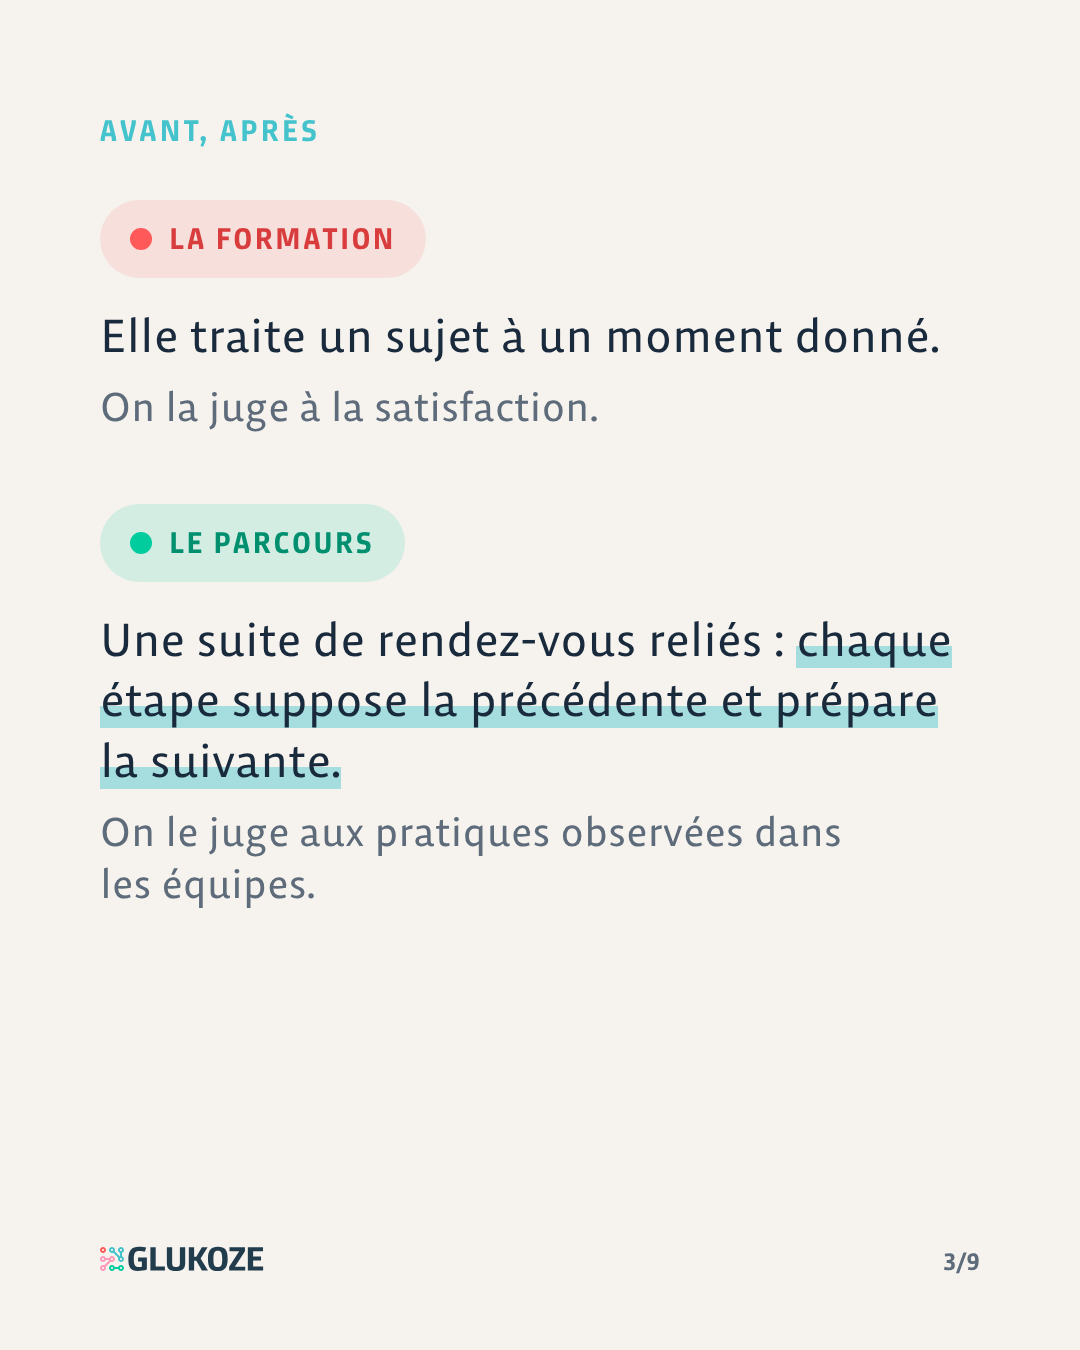 AVANT, APRÈS
LA FORMATION
Elle traite un sujet à un moment donné.
On la juge à la satisfaction.
LE PARCOURS
Une suite de rendez-vous reliés : chaque
étape suppose la précédente et prépare
la suivante.
On le juge aux pratiques observées dans
les équipes.
GLUKOZE
3/9